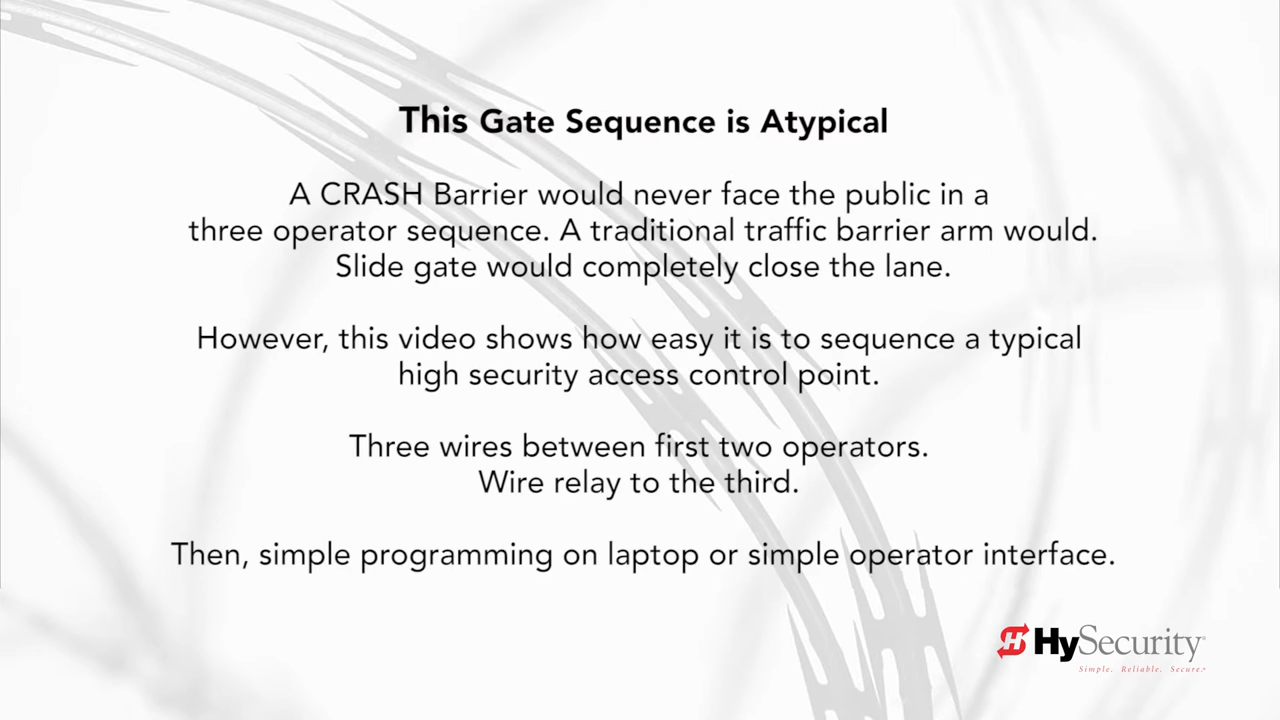 This Gate Sequence is Atypical
A CRASH Barrier would never face the public in a
three operator sequence. A traditional traffic barrier arm would.
Slide gate would completely close the lane.
However, this video shows how easy it is to sequence a typical
high security access control point.
Three wires between first two operators.
Wire relay to the third.
Then, simple programming on laptop or simple operator interface.
HySecurity
Simple. Reliable. Secure.